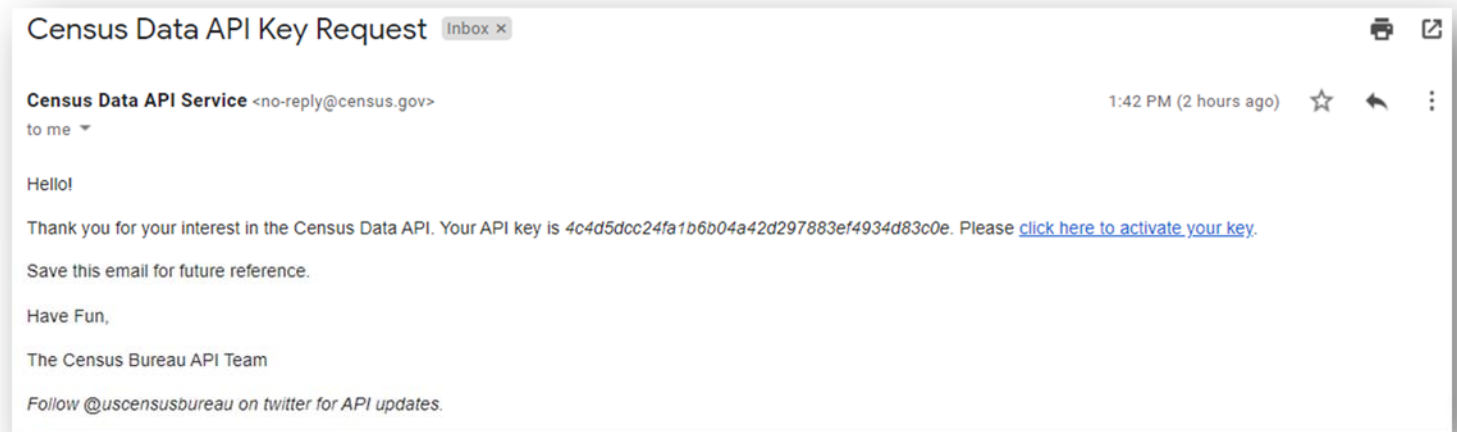 Census Data API Key Request Inbox ×
Census Data API Service <no-reply@census.gov> 1:42 PM (2 hours ago)
to me
Hello!
Thank you for your interest in the Census Data API. Your API key is 4c4d5dcc24fa1b6b04a42d297883ef4934d83c0e. Please click here to activate your key.
Save this email for future reference.
Have Fun,
The Census Bureau API Team
Follow @uscensusbureau on twitter for API updates.